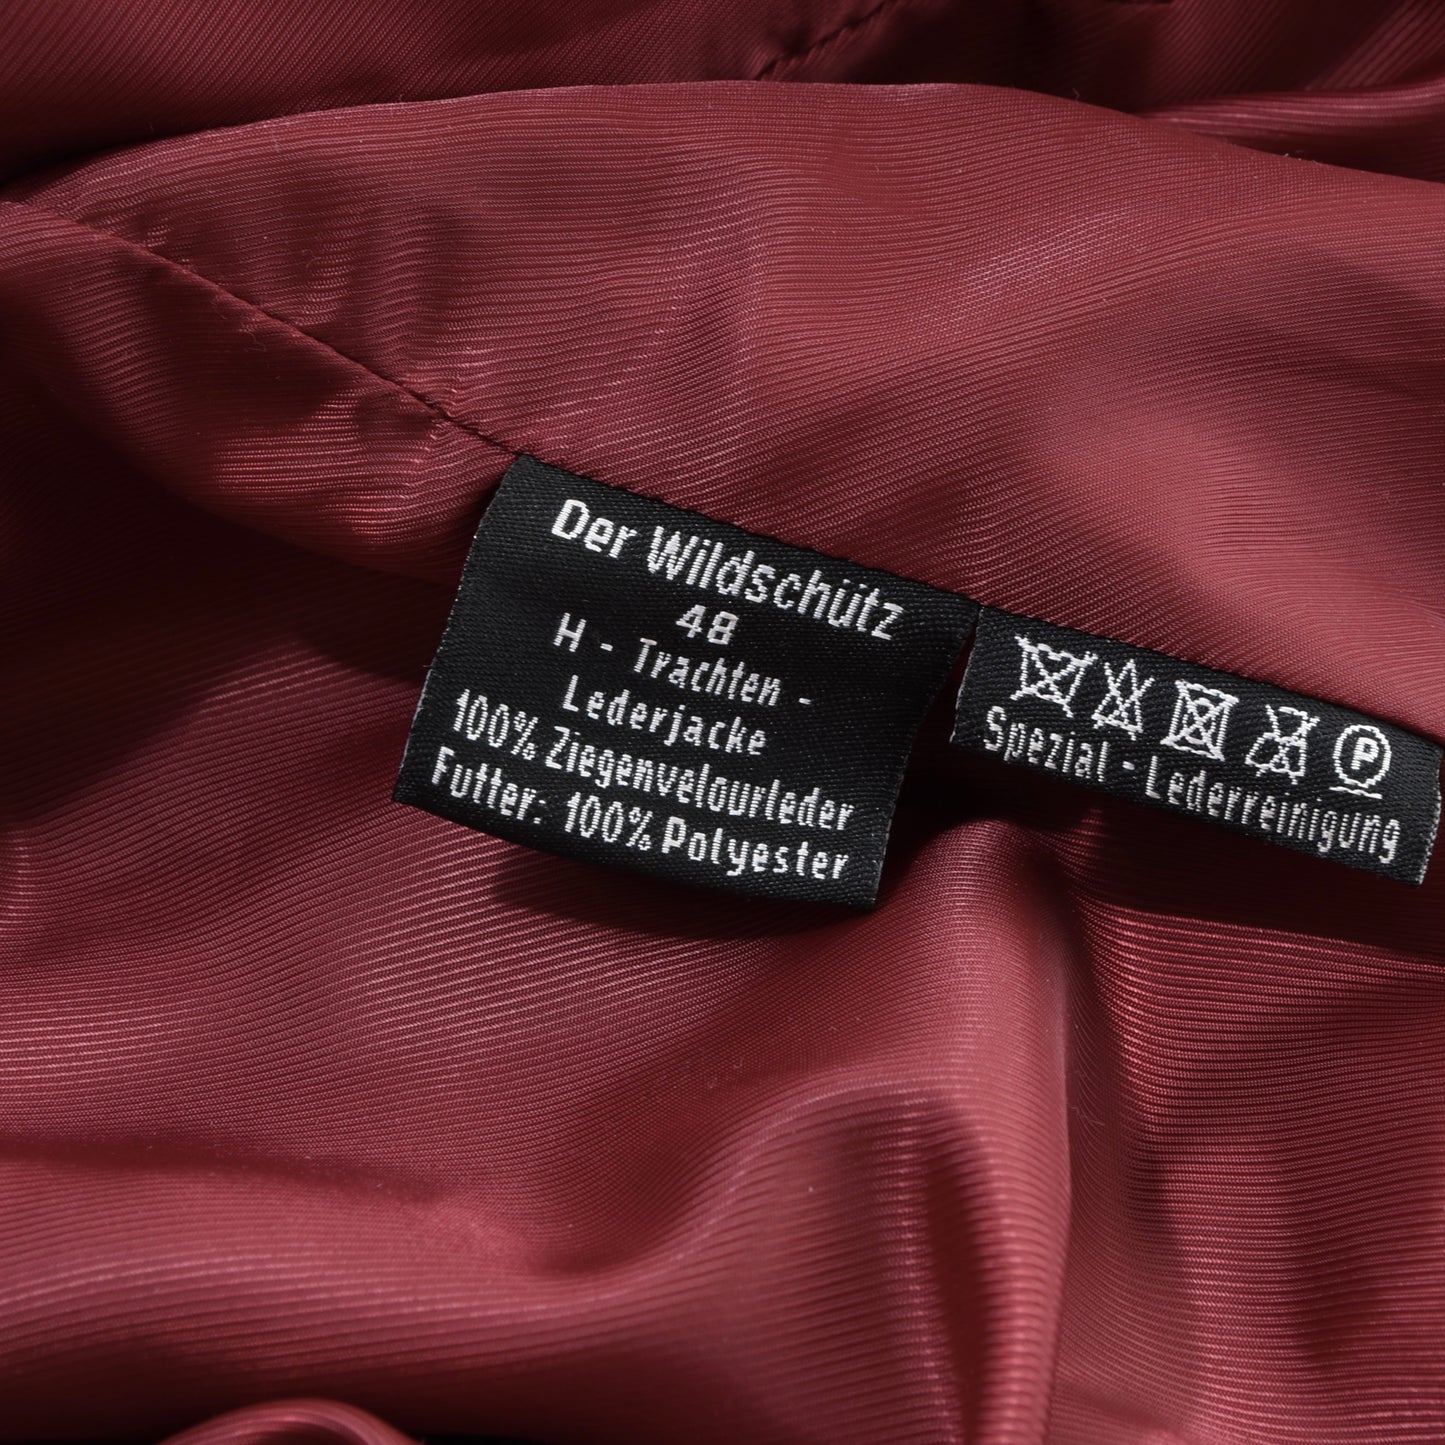 Der Wildschütz
48
H - Trachten -
Lederjacke
100% Ziegenvelourleder
Futter: 100% Polyester
P
Spezial - Lederreinigung